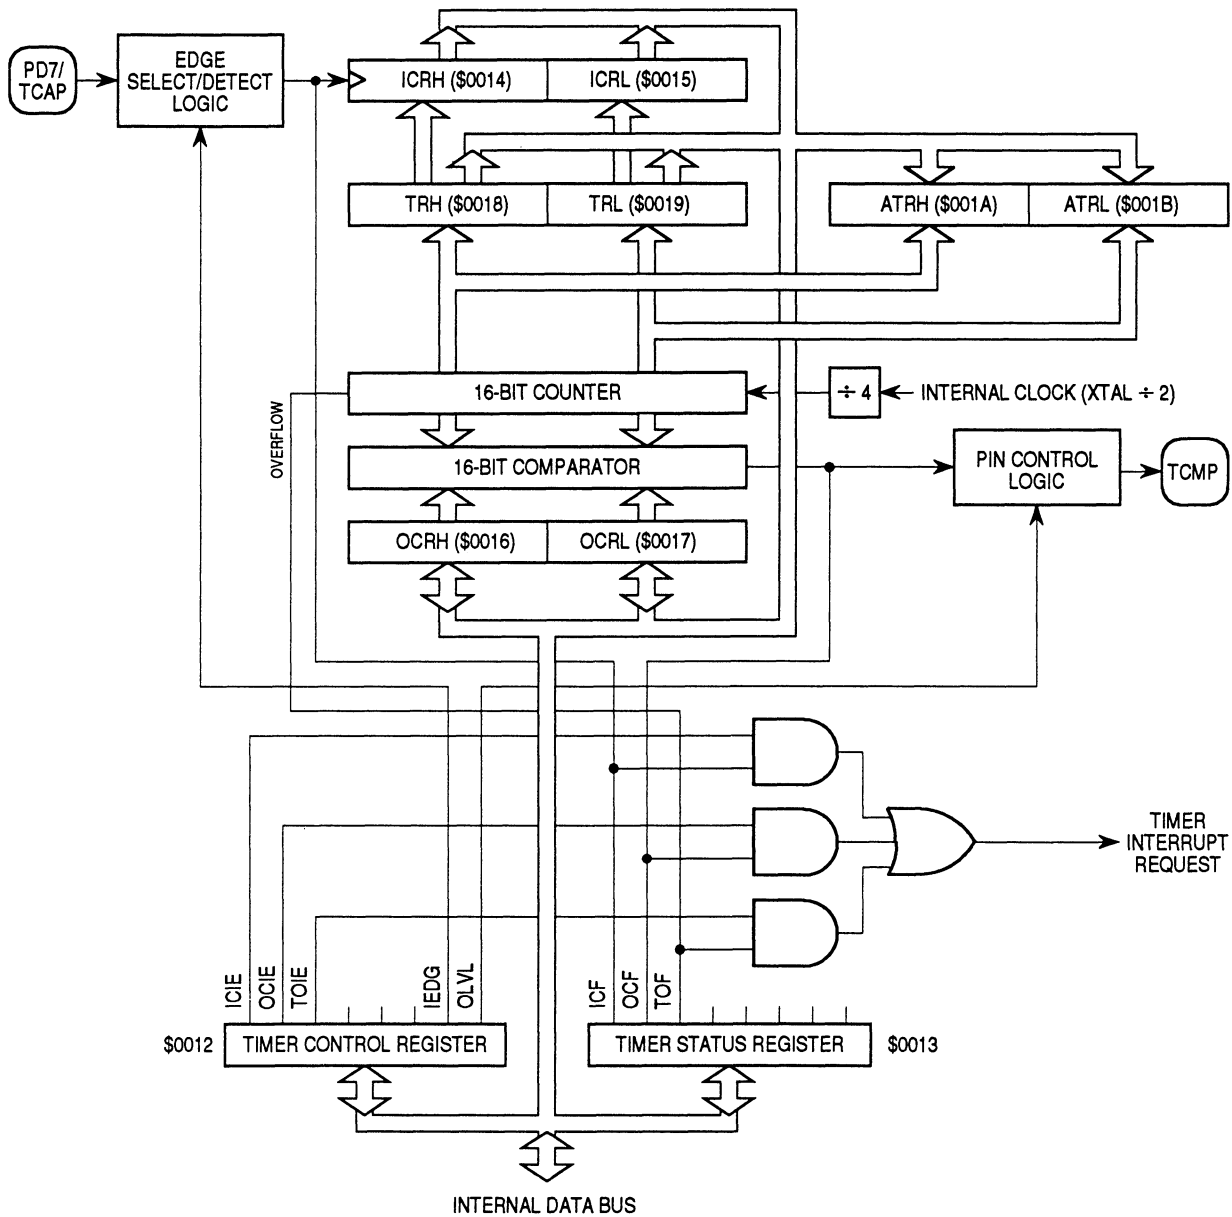 PD7/
TCAP
EDGE
SELECT/DETECT
LOGIC
ICRH ($0014)
ICRL ($0015)
TRH ($0018)
TRL ($0019)
ATRH ($001A)
ATRL ($001B)
16-BIT COUNTER
÷ 4
INTERNAL CLOCK (XTAL ÷ 2)
OVERFLOW
16-BIT COMPARATOR
PIN CONTROL
LOGIC
TCMP
OCRH ($0016)
OCRL ($0017)
TIMER
INTERRUPT
REQUEST
ICIE
OCIE
TOIE
IEDG
OLVL
ICF
OCF
TOF
$0012
TIMER CONTROL REGISTER
TIMER STATUS REGISTER
$0013
INTERNAL DATA BUS